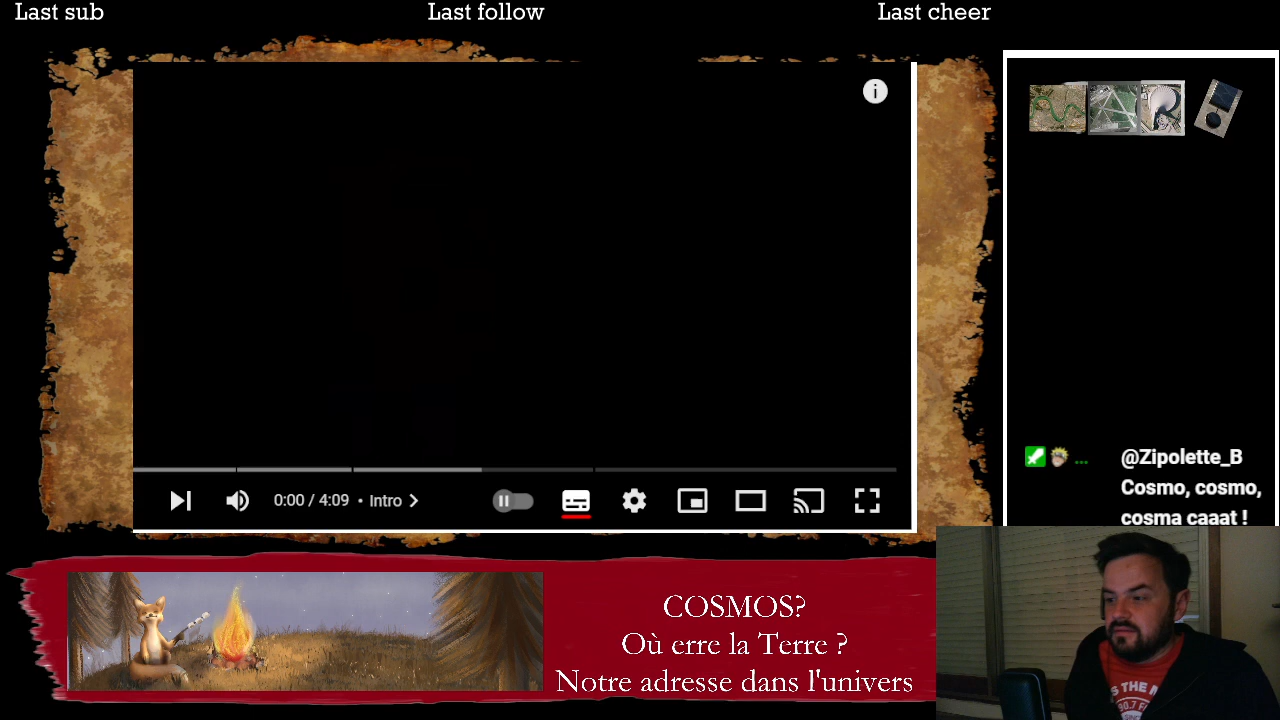 Last sub
Last follow
Last cheer
@Zipolette_B
Cosmo, cosmo,
cosma caaat !
0:00 / 4:09 • Intro
COSMOS?
Où erre la Terre ?
Notre adresse dans l'univers